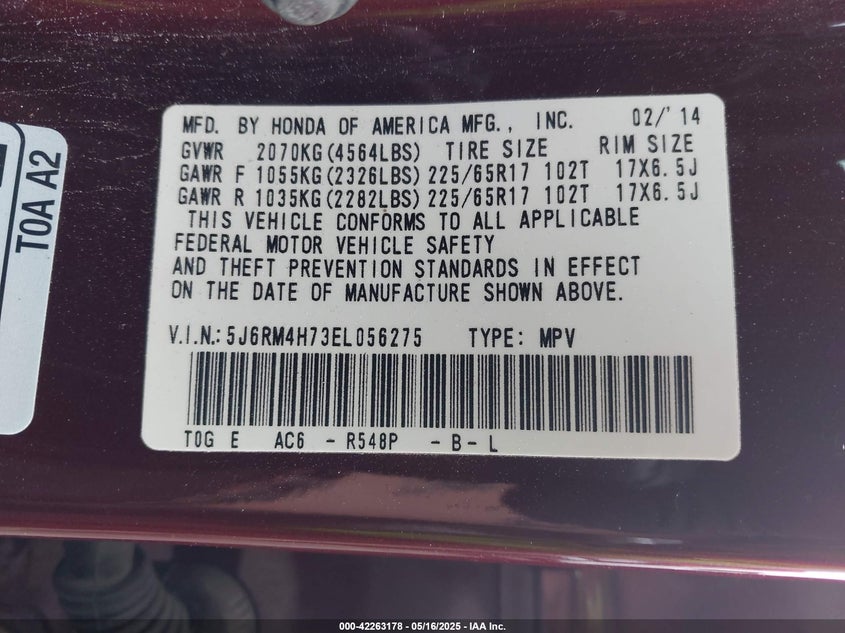 MFD. BY HONDA OF AMERICA MFG., INC. 02/'14
GVWR 2070KG(4564LBS) TIRE SIZE RIM SIZE
GAWR F 1055KG(2326LBS) 225/65R17 102T 17X6.5J
GAWR R 1035KG(2282LBS) 225/65R17 102T 17X6.5J
THIS VEHICLE CONFORMS TO ALL APPLICABLE
FEDERAL MOTOR VEHICLE SAFETY
AND THEFT PREVENTION STANDARDS IN EFFECT
ON THE DATE OF MANUFACTURE SHOWN ABOVE.
V.I.N.: 5J6RM4H73EL056275 TYPE: MPV
T0G E AC6 - R548P - B - L
T0A A2
000-42263178 - 05/16/2025 - IAA Inc.